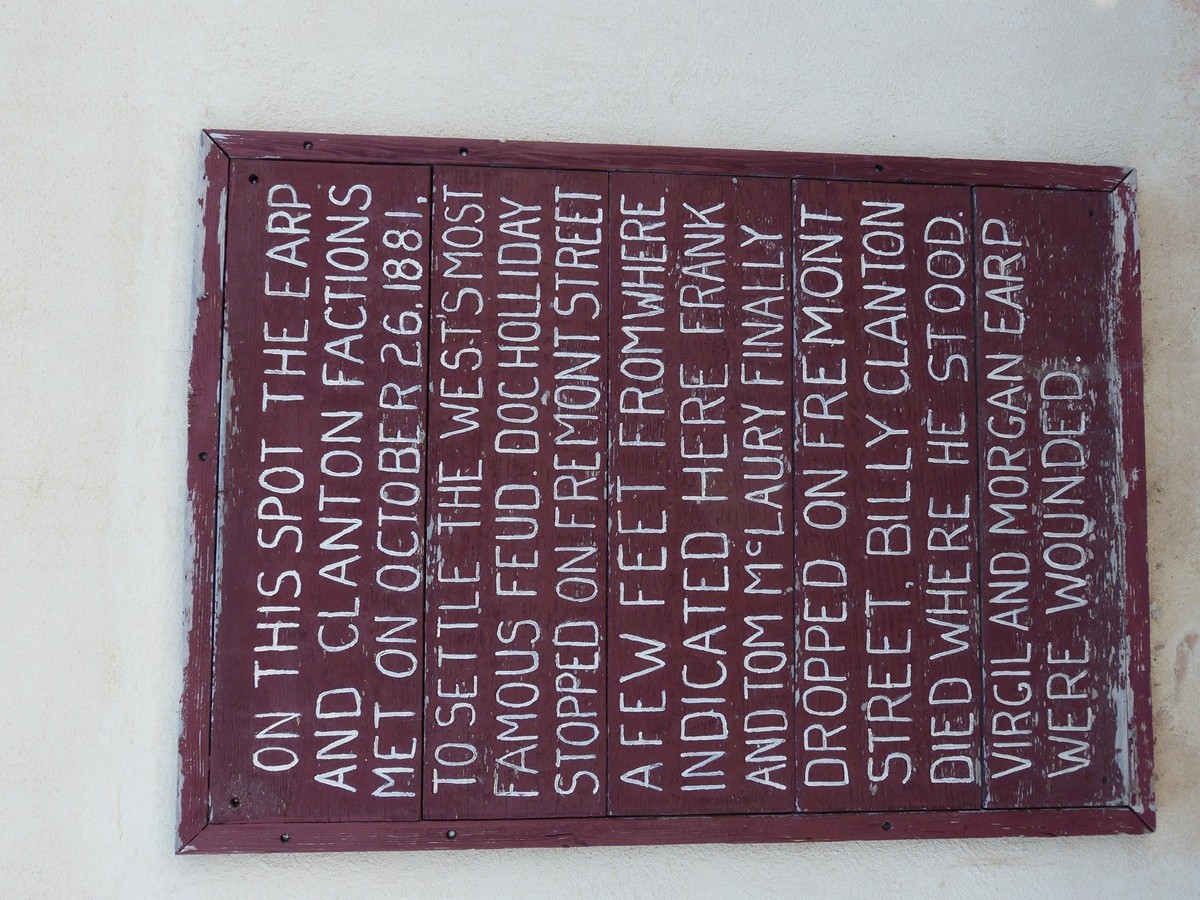 ON THIS SPOT THE EARP
AND CLANTON FACTIONS
MET ON OCTOBER 26.1881,
TO SETTLE THE WEST'S MOST
FAMOUS FEUD. DOC HOLLIDAY
STOPPED ON FREMONT STREET
A FEW FEET FROM WHERE
INDICATED HERE FRANK
AND TOM McLAURY FINALLY
DROPPED ON FREMONT
STREET, BILLY CLANTON
DIED WHERE HE STOOD.
VIRGIL AND MORGAN EARP
WERE WOUNDED.